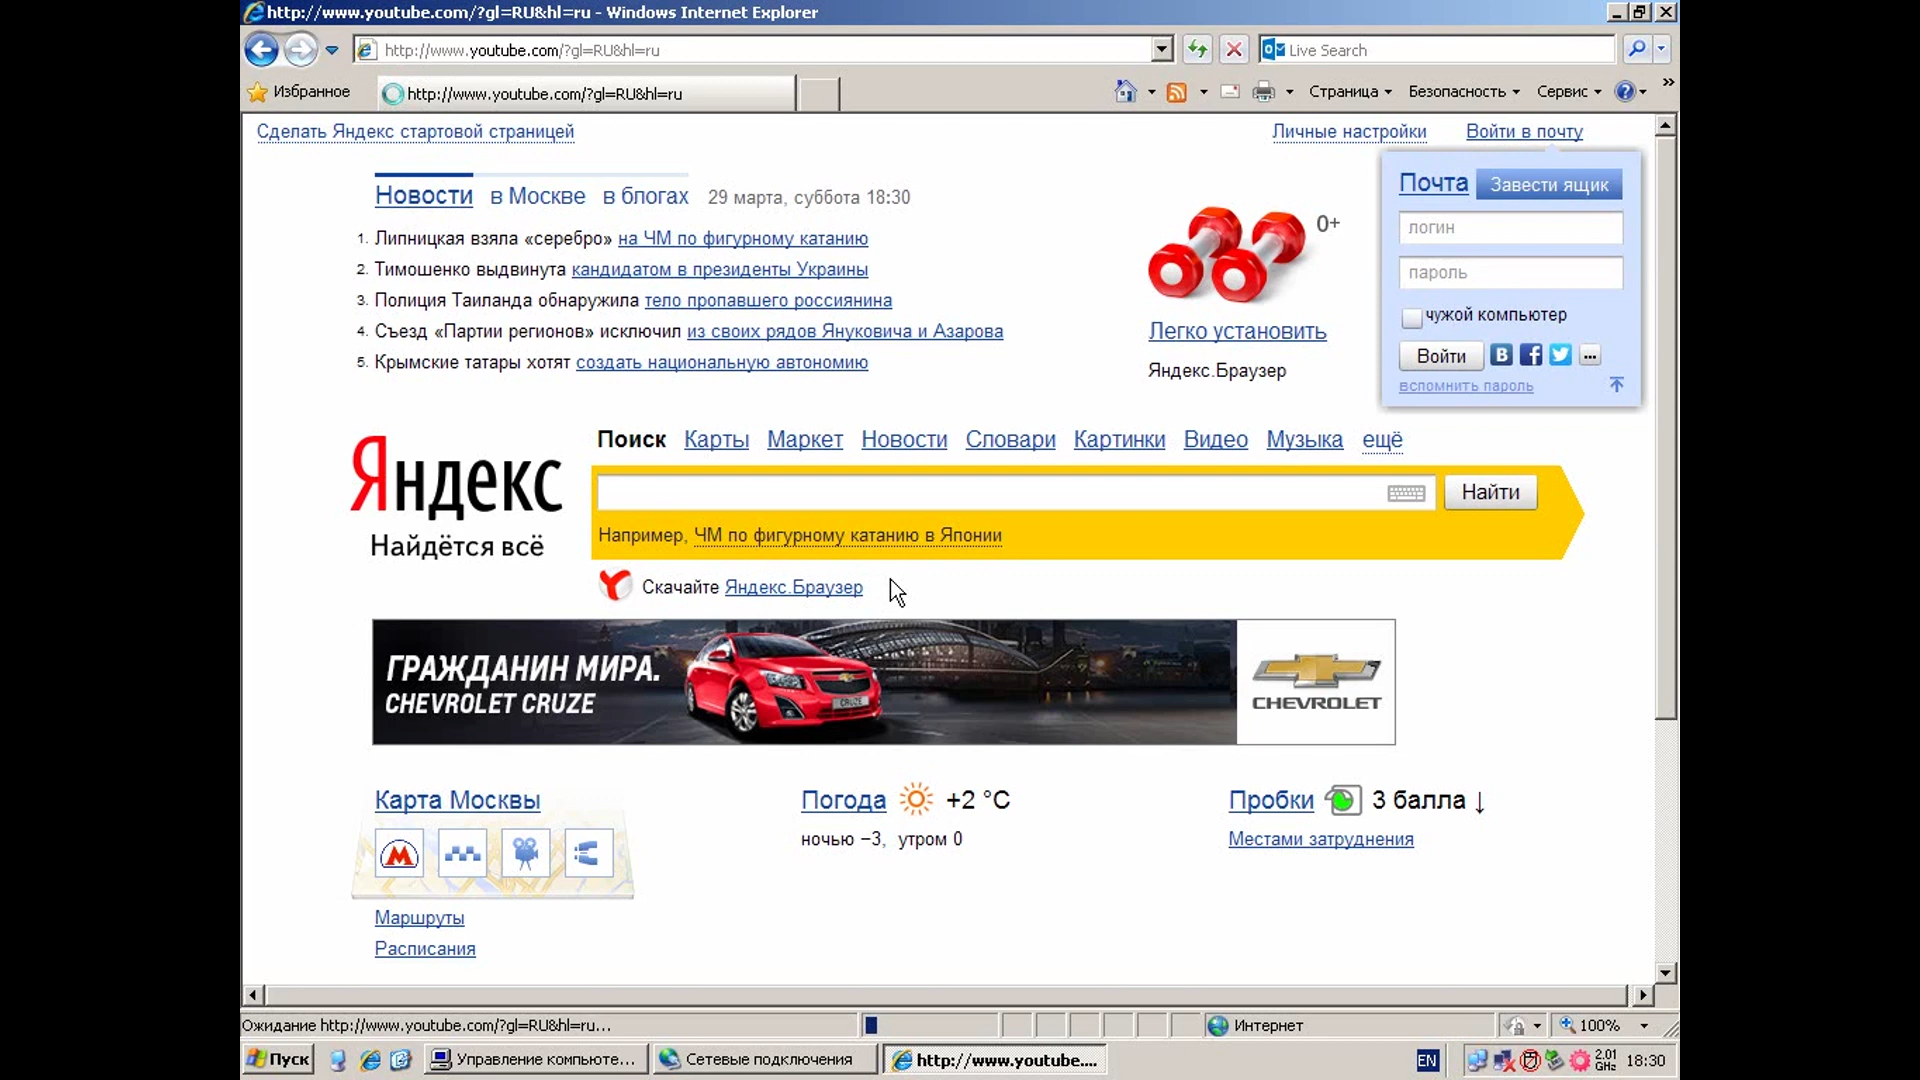 http://www.youtube.com/?gl=RU&hl=ru - Windows Internet Explorer
http://www.youtube.com/?gl=RU&hl=ru
Live Search
Избранное
http://www.youtube.com/?gl=RU&hl=ru
Страница
Безопасность
Сервис
Сделать Яндекс стартовой страницей
Личные настройки
Войти в почту
Новости в Москве в блогах 29 марта, суббота 18:30
1. Липницкая взяла «серебро» на ЧМ по фигурному катанию
2. Тимошенко выдвинута кандидатом в президенты Украины
3. Полиция Таиланда обнаружила тело пропавшего россиянина
4. Съезд «Партии регионов» исключил из своих рядов Януковича и Азарова
5. Крымские татары хотят создать национальную автономию
0+
Легко установить
Яндекс.Браузер
Почта
Завести ящик
логин
пароль
чужой компьютер
Войти
В
...
вспомнить пароль
Поиск Карты Маркет Новости Словари Картинки Видео Музыка ещё
Яндекс
Найдётся всё
Найти
Например, ЧМ по фигурному катанию в Японии
Скачайте Яндекс.Браузер
ГРАЖДАНИН МИРА.
CHEVROLET CRUZE
CRUZE
CHEVROLET
Карта Москвы
Маршруты
Расписания
Погода +2 °C
ночью −3, утром 0
Пробки 3 балла ↓
Местами затруднения
Ожидание http://www.youtube.com/?gl=RU&hl=ru...
Интернет
100%
Пуск
Управление компьюте...
Сетевые подключения
http://www.youtube....
EN
2.01
GHz
18:30